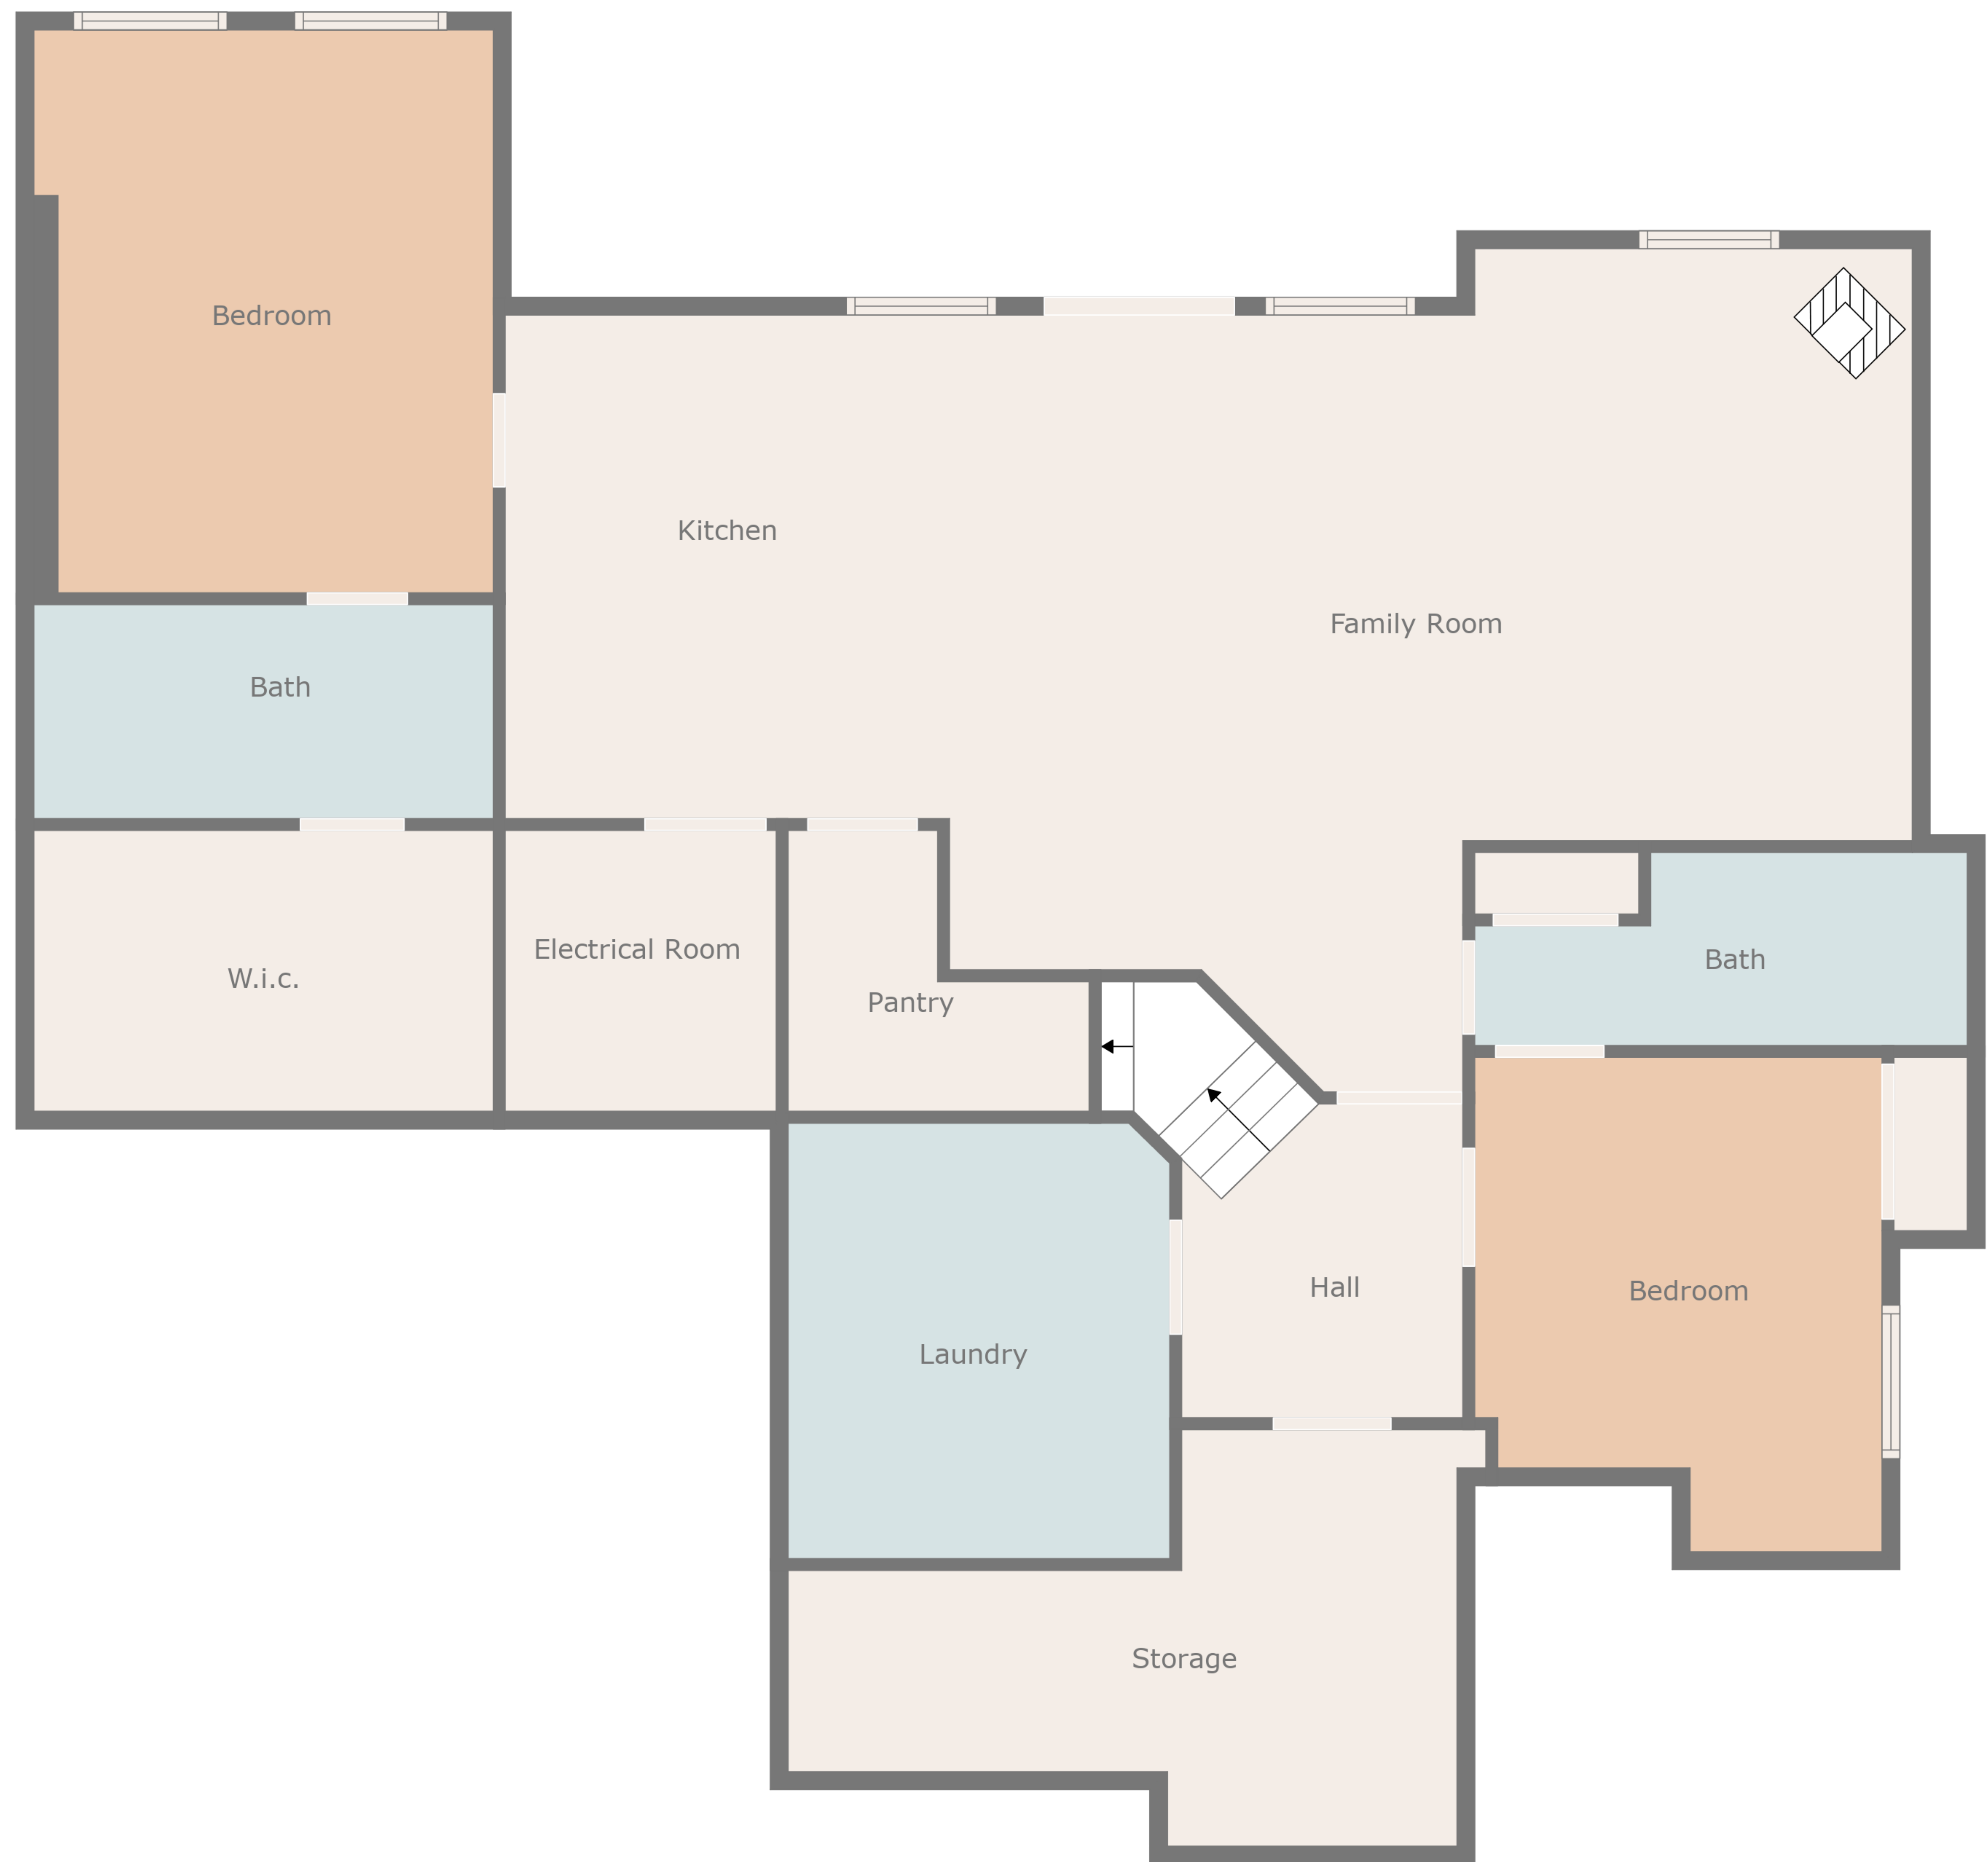 Bedroom
Kitchen
Family Room
Bath
Electrical Room
Bath
W.i.c.
Pantry
Hall
Bedroom
Laundry
Storage